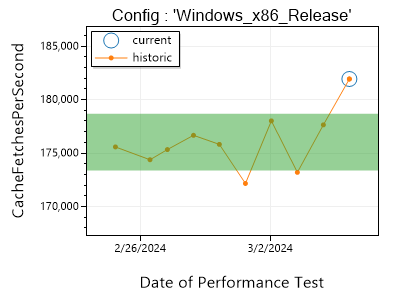 Config : 'Windows_x86_Release'
current
historic
185,000
180,000
175,000
170,000
CacheFetchesPerSecond
2/26/2024
3/2/2024
Date of Performance Test